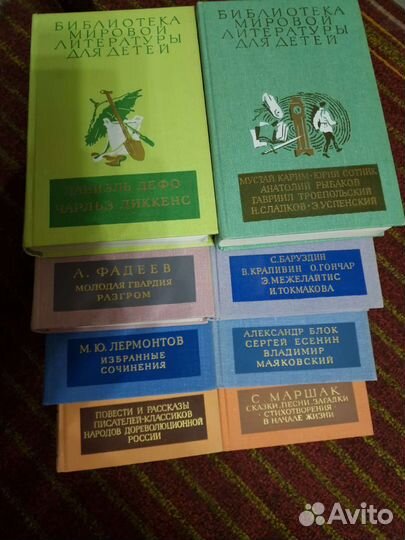 БИБЛИОТЕКА
МИРОВОЙ
ЛИТЕРАТУРЫ
ДЛЯ ДЕТЕЙ
ДАНИЭЛЬ ДЕФО
ЧАРЛЬЗ ДИККЕНС
БИБЛИОТЕКА
МИРОВОЙ
ЛИТЕРАТУРЫ
ДЛЯ ДЕТЕЙ
МУСТАЙ КАРИМ • ЮРИЙ СОТНИК
АНАТОЛИЙ РЫБАКОВ
ГАВРИИЛ ТРОЕПОЛЬСКИЙ
Н. СЛАДКОВ • Э. УСПЕНСКИЙ
А. ФАДЕЕВ
МОЛОДАЯ ГВАРДИЯ
РАЗГРОМ
С. БАРУЗДИН
В. КРАПИВИН О. ГОНЧАР
Э. МЕЖЕЛАЙТИС
И. ТОКМАКОВА
М. Ю. ЛЕРМОНТОВ
ИЗБРАННЫЕ
СОЧИНЕНИЯ
АЛЕКСАНДР БЛОК
СЕРГЕЙ ЕСЕНИН
ВЛАДИМИР
МАЯКОВСКИЙ
ПОВЕСТИ И РАССКАЗЫ
ПИСАТЕЛЕЙ-КЛАССИКОВ
НАРОДОВ ДОРЕВОЛЮЦИОННОЙ
РОССИИ
С. МАРШАК
СКАЗКИ. ПЕСНИ. ЗАГАДКИ
СТИХОТВОРЕНИЯ
В НАЧАЛЕ ЖИЗНИ
Avito